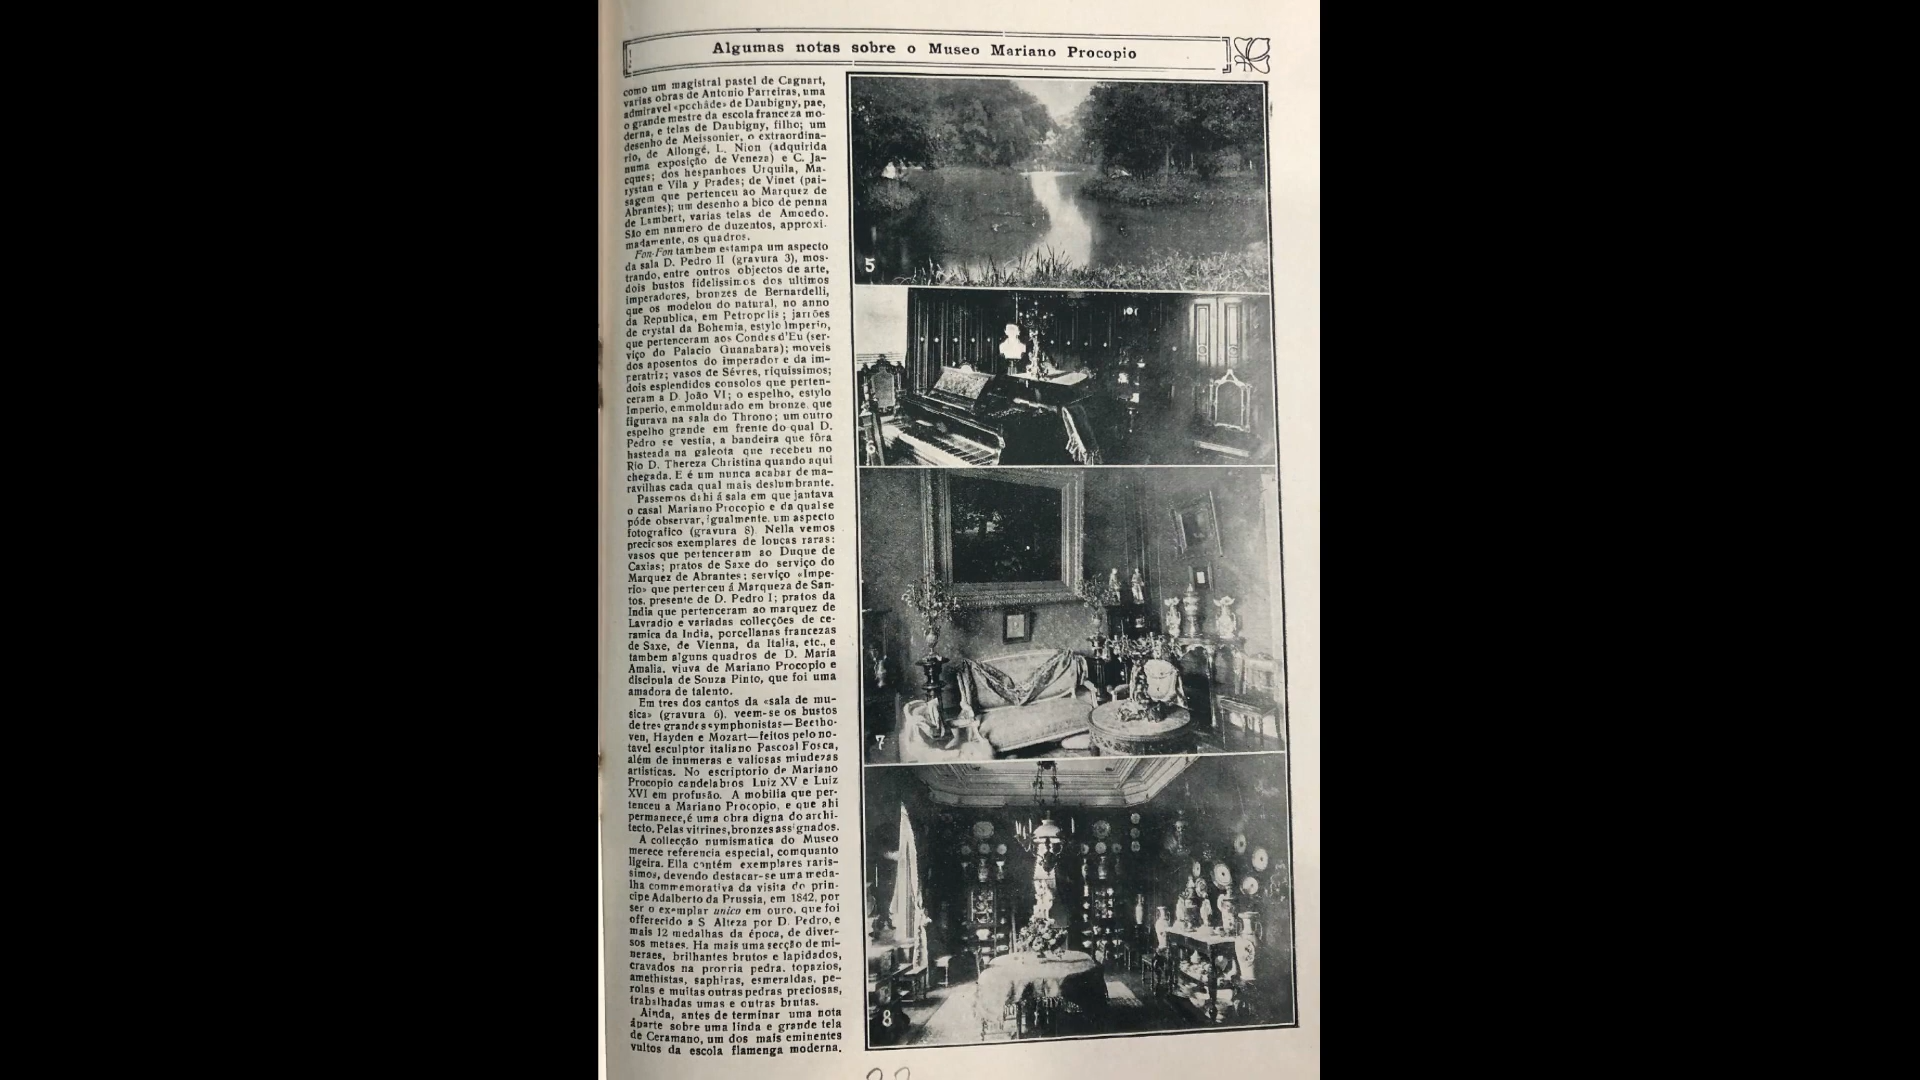 Algumas notas sobre o Museo Mariano Procopio
como um magistral pastel de Cagnart,
varias obras de Antonio Parreiras, uma
admiravel «pochade» de Daubigny, pae,
o grande mestre da escola franceza mo-
derna, e telas de Daubigny, filho; um
desenho de Meissonier, o extraordina-
rio, de Allongé, L. Nion (adquirida
numa exposição de Veneza) e C. Ja-
cques; dos hespanhoes Urquila, Ma-
rystan e Vila y Prades; de Vinet (pai-
sagem que pertenceu ao Marquez de
Abrantes); um desenho a bico de penna
de Lambert, varias telas de Amoedo.
São em numero de duzentos, approxi-
madamente, os quadros.
Fon-Fon tambem estampa um aspecto
da sala D. Pedro II (gravura 3), mos-
trando, entre outros objectos de arte,
dois bustos fidelissimos dos ultimos
imperadores, bronzes de Bernardelli,
que os modelou do natural, no anno
da Republica, em Petropolis; jarrões
de crystal da Bohemia, estylo Imperio,
que pertenceram aos Condes d'Eu (ser-
viço do Palacio Guanabara); moveis
dos aposentos do imperador e da im-
peratriz; vasos de Sévres, riquissimos;
dois esplendidos consolos que perten-
ceram a D. João VI; o espelho, estylo
Imperio, emmoldurado em bronze, que
figurava na sala do Throno; um outro
espelho grande em frente do qual D.
Pedro se vestia, a bandeira que fôra
hasteada na galeota que recebeu no
Rio D. Thereza Christina quando aqui
chegada. E é um nunca acabar de ma-
ravilhas cada qual mais deslumbrante.
Passemos dahi á sala em que jantava
o casal Mariano Procopio e da qual se
póde observar, igualmente, um aspecto
fotografico (gravura 8). Nella vemos
preciosos exemplares de louças raras:
vasos que pertenceram ao Duque de
Caxias; pratos de Saxe do serviço do
Marquez de Abrantes; serviço «Impe-
rio» que pertenceu á Marqueza de San-
tos, presente de D. Pedro I; pratos da
India que pertenceram ao marquez de
Lavradio e variadas collecções de ce-
ramica da India, porcellanas francezas
de Saxe, de Vienna, da Italia, etc., e
tambem alguns quadros de D. Maria
Amalia, viuva de Mariano Procopio e
discipula de Souza Pinto, que foi uma
amadora de talento.
Em tres dos cantos da «sala de mu-
sica» (gravura 6), veem-se os bustos
de tres grandes symphonistas—Beetho-
ven, Hayden e Mozart—feitos pelo no-
tavel esculptor italiano Pascoal Fosca,
além de inumeras e valiosas miudezas
artisticas. No escriptorio de Mariano
Procopio candelabros Luiz XV e Luiz
XVI em profusão. A mobilia que per-
tenceu a Mariano Procopio, e que ahi
permanece, é uma obra digna do archi-
tecto. Pelas vitrines, bronzes assignados.
A collecção numismatica do Museo
merece referencia especial, comquanto
ligeira. Ella contém exemplares raris-
simos, devendo destacar-se uma meda-
lha commemorativa da visita do prin-
cipe Adalberto da Prussia, em 1842, por
ser o exemplar unico em ouro, que foi
offerecido a S Alteza por D. Pedro, e
mais 12 medalhas da época, de diver-
sos metaes. Ha mais uma secção de mi-
neraes, brilhantes brutos e lapidados,
cravados na propria pedra, topazios,
amethistas, saphiras, esmeraldas, pe-
rolas e muitas outras pedras preciosas,
trabalhadas umas e outras brutas.
Ainda, antes de terminar uma nota
áparte sobre uma linda e grande tela
de Ceramano, um dos mais eminentes
vultos da escola flamenga moderna.
5
6
7
8